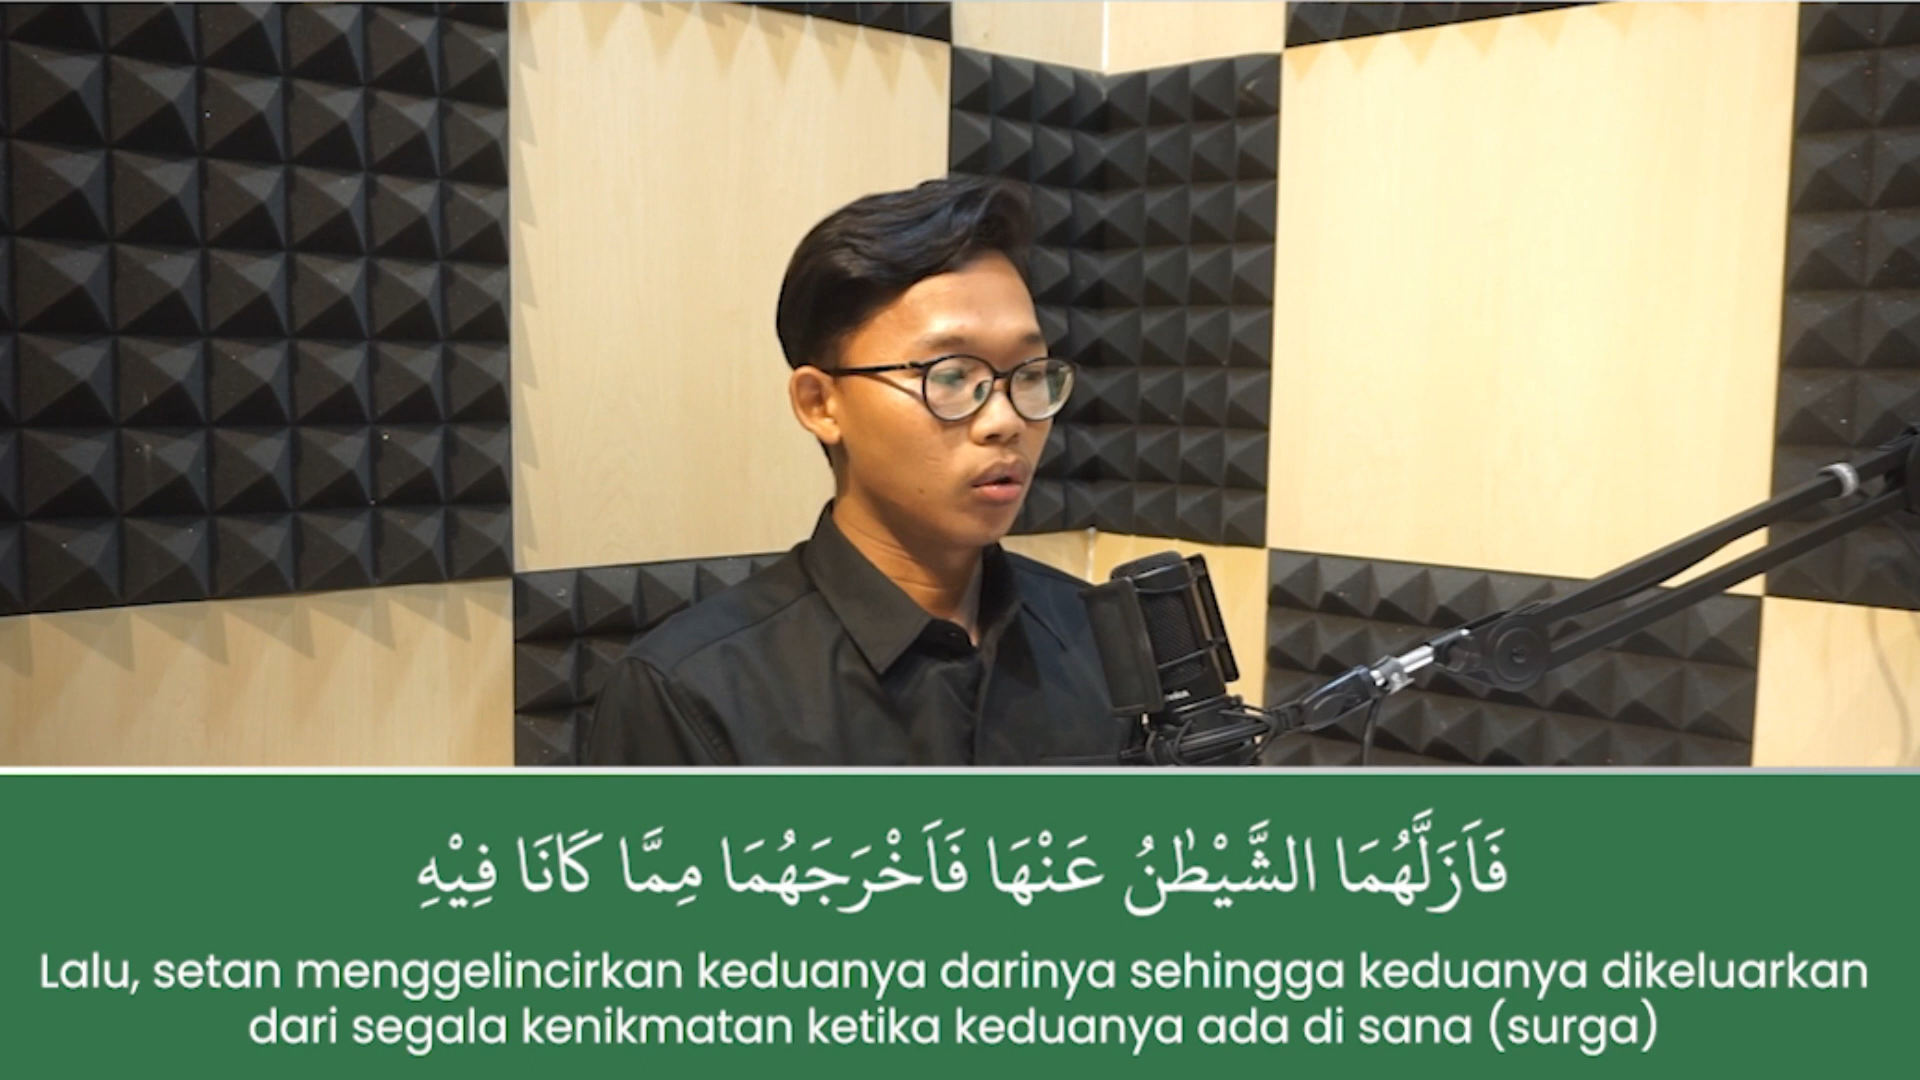 فَاَزَلَّهُمَا الشَّيْطٰنُ عَنْهَا فَاَخْرَجَهُمَا مِمَّا كَانَا فِيْهِ
Lalu, setan menggelincirkan keduanya darinya sehingga keduanya dikeluarkan
dari segala kenikmatan ketika keduanya ada di sana (surga)